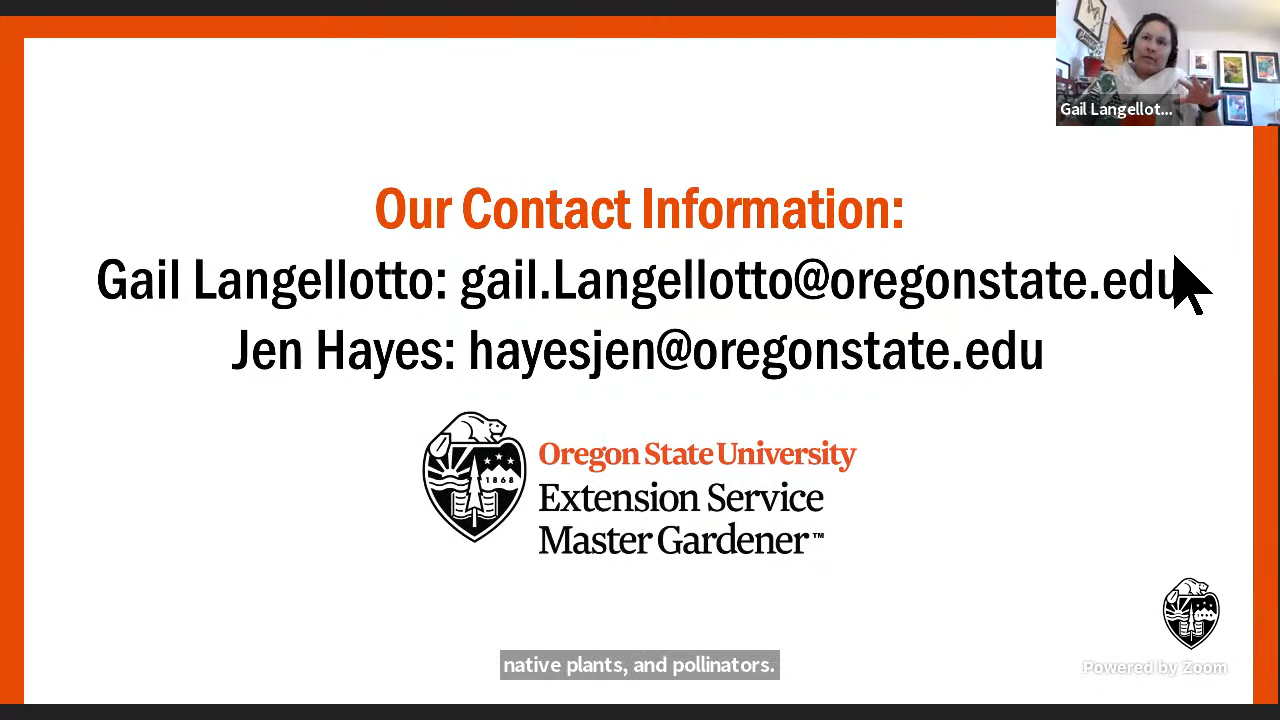 Gail Langellot...
Our Contact Information:
Gail Langellotto: gail.Langellotto@oregonstate.edu
Jen Hayes: hayesjen@oregonstate.edu
1868
Oregon State University
Extension Service
Master Gardener™
native plants, and pollinators.
Powered by Zoom